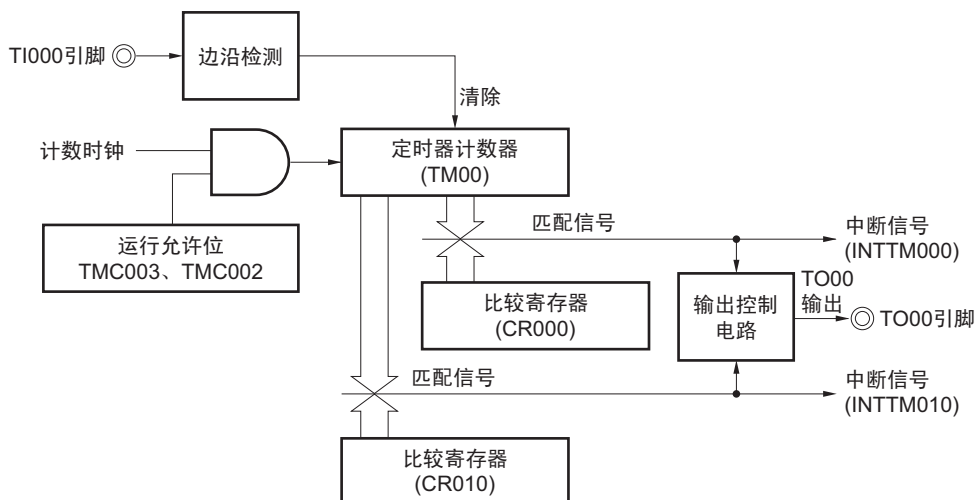 TI000引脚
边沿检测
清除
计数时钟
定时器计数器
(TM00)
运行允许位
TMC003、TMC002
匹配信号
中断信号
(INTTM000)
比较寄存器
(CR000)
输出控制
电路
TO00
输出
TO00引脚
匹配信号
中断信号
(INTTM010)
比较寄存器
(CR010)